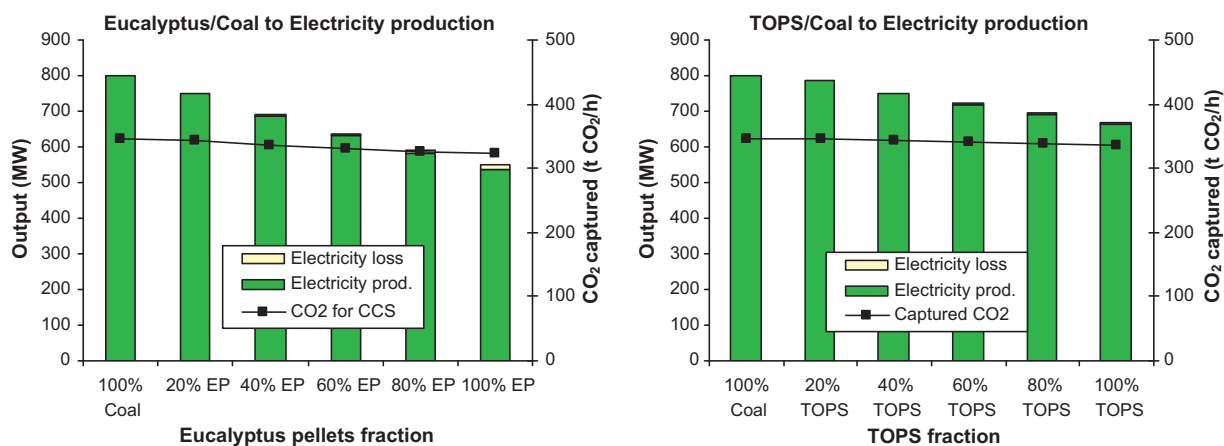 Eucalyptus/Coal to Electricity production
900
800
700
600
500
400
300
200
100
0
Output (MW)
500
400
300
200
100
0
CO2 captured (t CO2/h)
Electricity loss
Electricity prod.
CO2 for CCS
100% Coal
20% EP
40% EP
60% EP
80% EP
100% EP
Eucalyptus pellets fraction
TOPS/Coal to Electricity production
900
800
700
600
500
400
300
200
100
0
Output (MW)
500
400
300
200
100
0
CO2 captured (t CO2/h)
Electricity loss
Electricity prod.
Captured CO2
100% Coal
20% TOPS
40% TOPS
60% TOPS
80% TOPS
100% TOPS
TOPS fraction